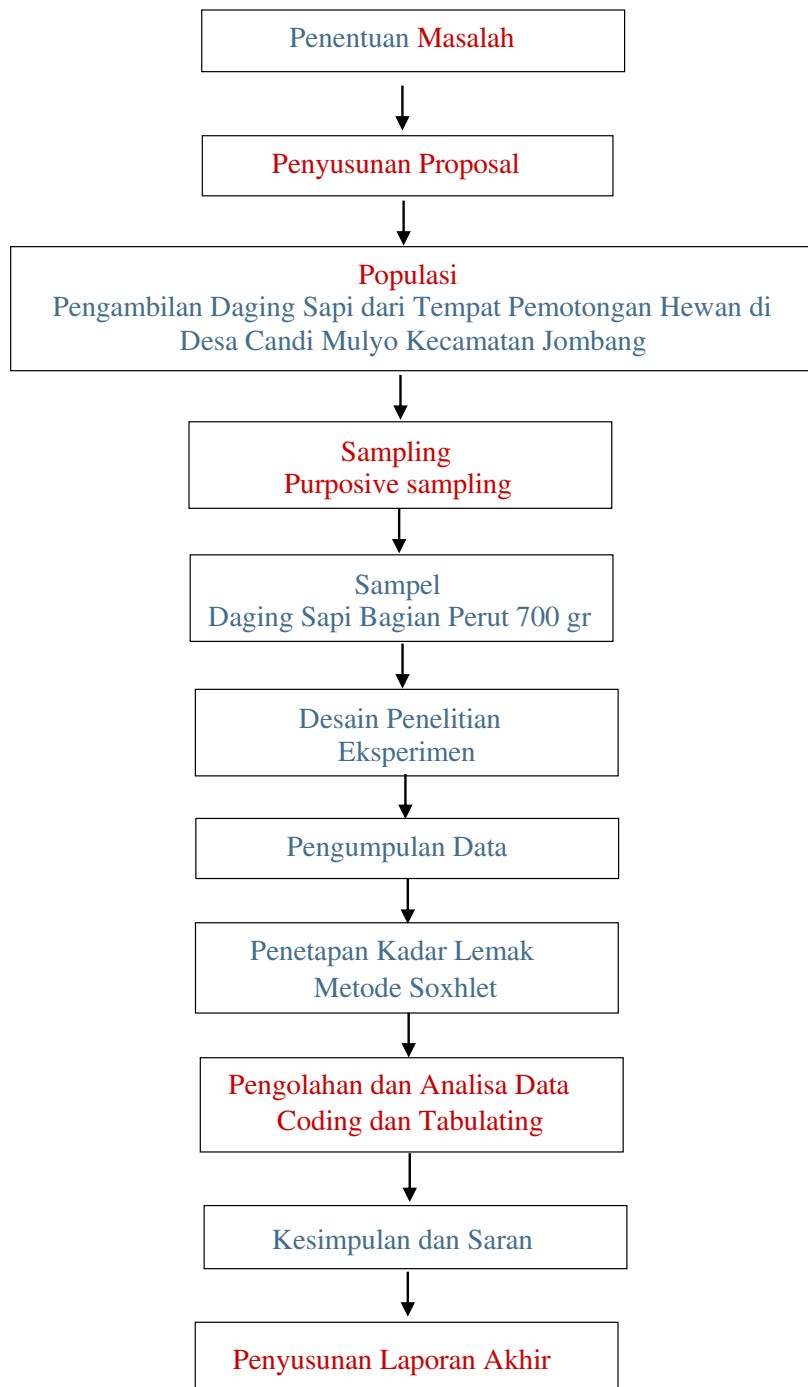 Penentuan Masalah
Penyusunan Proposal
Populasi
Pengambilan Daging Sapi dari Tempat Pemotongan Hewan di
Desa Candi Mulyo Kecamatan Jombang
Sampling
Purposive sampling
Sampel
Daging Sapi Bagian Perut 700 gr
Desain Penelitian
Eksperimen
Pengumpulan Data
Penetapan Kadar Lemak
Metode Soxhlet
Pengolahan dan Analisa Data
Coding dan Tabulating
Kesimpulan dan Saran
Penyusunan Laporan Akhir